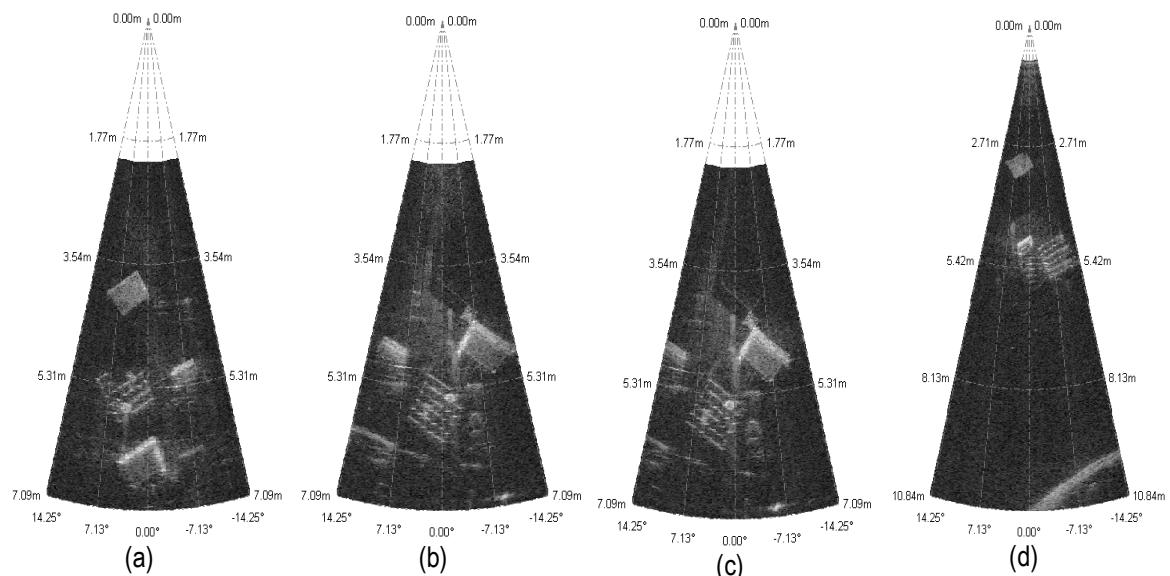 0.00m 0.00m 0.00m 0.00m 0.00m 0.00m 0.00m 0.00m
1.77m 1.77m 1.77m 1.77m 1.77m 1.77m 2.71m 2.71m
3.54m 3.54m 3.54m 3.54m 3.54m 3.54m 5.42m 5.42m
5.31m 5.31m 5.31m 5.31m 5.31m 5.31m 8.13m 8.13m
7.09m 7.09m 7.09m 7.09m 7.09m 7.09m 10.84m 10.84m
14.25° -14.25° 14.25° -14.25° 14.25° -14.25° 14.25° -14.25°
7.13° 0.00° -7.13° 7.13° 0.00° -7.13° 7.13° 0.00° -7.13° 7.13° 0.00° -7.13°
(a) (b) (c) (d)